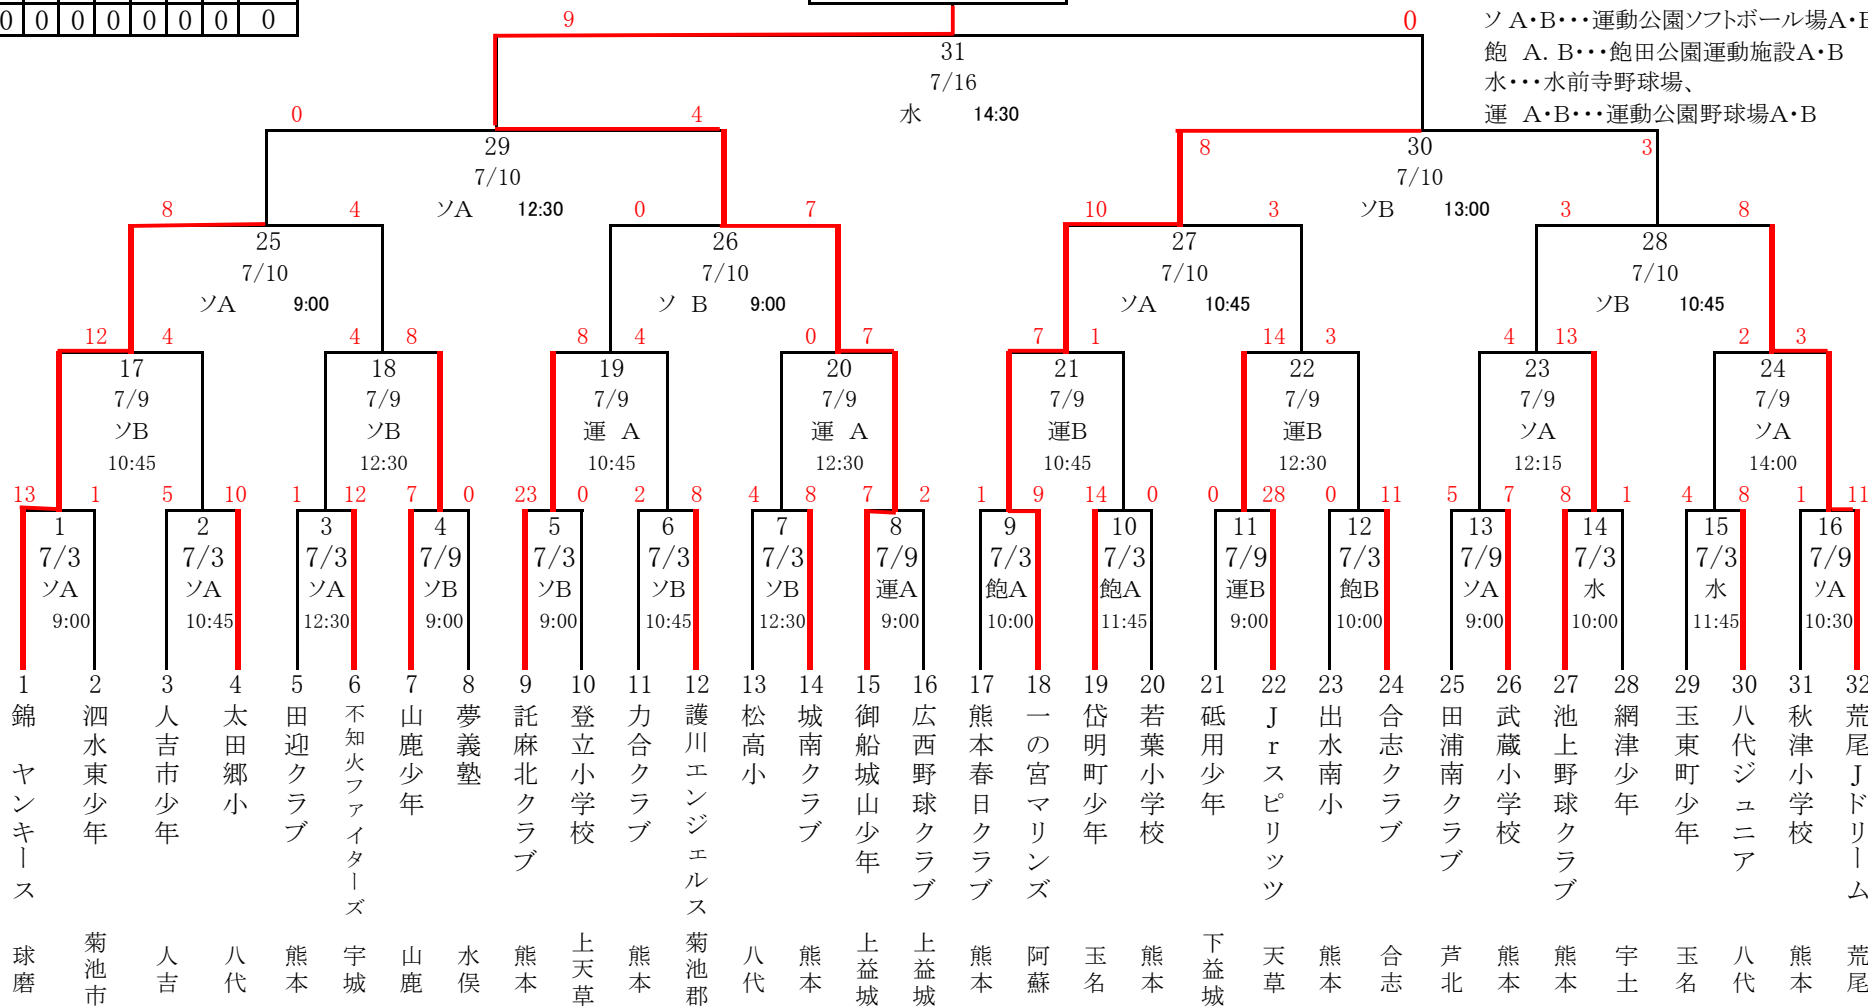 0 0 0 0 0 0 0 0
9 0
ソ A・B・・・運動公園ソフトボール場A・B
31
飽 A. B・・・飽田公園運動施設A・B
7/16
水・・・水前寺野球場、
水 14:30
運 A・B・・・運動公園野球場A・B
0 4
29 30
8 3
7/10 7/10
ソA 12:30 ソB 13:00
8 4 0 7 10 3 3 8
25 26 27 28
7/10 7/10 7/10 7/10
ソA 9:00 ソ B 9:00 ソA 10:45 ソB 10:45
12 4 4 8 8 4 0 7 7 1 14 3 4 13 2 3
17 18 19 20 21 22 23 24
7/9 7/9 7/9 7/9 7/9 7/9 7/9 7/9
ソB ソB 運 A 運 A 運B 運B ソA ソA
10:45 12:30 10:45 12:30 10:45 12:30 12:15 14:00
13 1 5 10 1 12 7 0 23 0 2 8 4 8 7 2 1 9 14 0 0 28 0 11 5 7 8 1 4 8 1 11
1 2 3 4 5 6 7 8 9 10 11 12 13 14 15 16
7/3 7/3 7/3 7/9 7/3 7/3 7/3 7/9 7/3 7/3 7/9 7/3 7/9 7/3 7/3 7/9
ソA ソA ソA ソB ソB ソB ソB 運A 飽A 飽A 運B 飽B ソA 水 水 ソA
9:00 10:45 12:30 9:00 9:00 10:45 12:30 9:00 10:00 11:45 9:00 10:00 9:00 10:00 11:45 10:30
1 2 3 4 5 6 7 8 9 10 11 12 13 14 15 16 17 18 19 20 21 22 23 24 25 26 27 28 29 30 31 32
錦 ヤンキース
泗水東少年
人吉市少年
太田郷小
田迎クラブ
不知火ファイターズ
山鹿少年
夢義塾
託麻北クラブ
登立小学校
力合クラブ
護川エンジェルス
松高小
城南クラブ
御船城山少年
広西野球クラブ
熊本春日クラブ
一の宮マリンズ
岱明町少年
若葉小学校
砥用少年
Jrスピリッツ
出水南小
合志クラブ
田浦南クラブ
武蔵小学校
池上野球クラブ
網津少年
玉東町少年
八代ジュニア
秋津小学校
荒尾Jドリーム
球磨
菊池市
人吉
八代
熊本
宇城
山鹿
水俣
熊本
上天草
熊本
菊池郡
八代
熊本
上益城
上益城
熊本
阿蘇
玉名
熊本
下益城
天草
熊本
合志
芦北
熊本
熊本
宇土
玉名
八代
熊本
荒尾